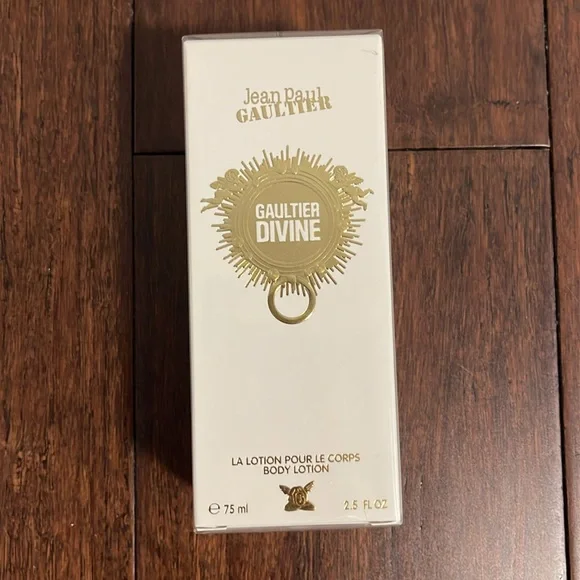 Jean Paul
GAULTIER
GAULTIER
DIVINE
LA LOTION POUR LE CORPS
BODY LOTION
℮ 75 ml 2.5 FL OZ